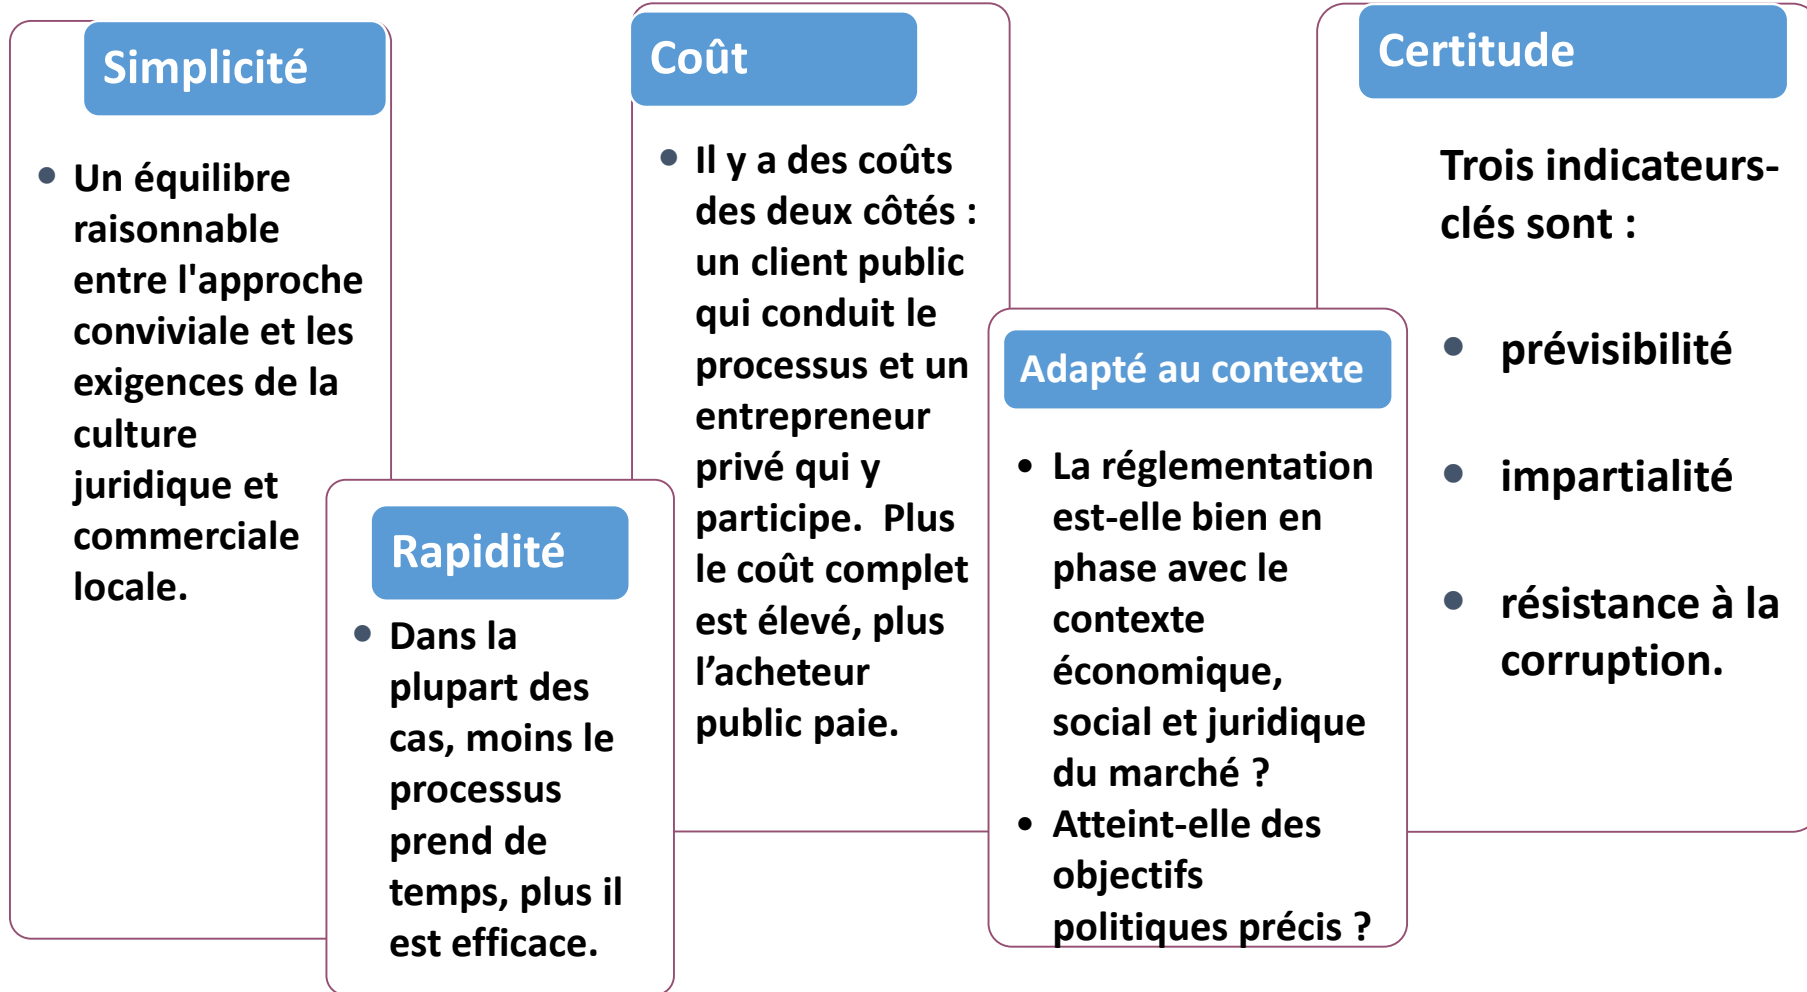 Simplicité
• Un équilibre
raisonnable
entre l'approche
conviviale et les
exigences de la
culture
juridique et
commerciale
locale.
Rapidité
• Dans la
plupart des
cas, moins le
processus
prend de
temps, plus il
est efficace.
Coût
• Il y a des coûts
des deux côtés :
un client public
qui conduit le
processus et un
entrepreneur
privé qui y
participe.  Plus
le coût complet
est élevé, plus
l’acheteur
public paie.
Adapté au contexte
• La réglementation
est-elle bien en
phase avec le
contexte
économique,
social et juridique
du marché ?
• Atteint-elle des
objectifs
politiques précis ?
Certitude
Trois indicateurs-
clés sont :
• prévisibilité
• impartialité
• résistance à la
corruption.